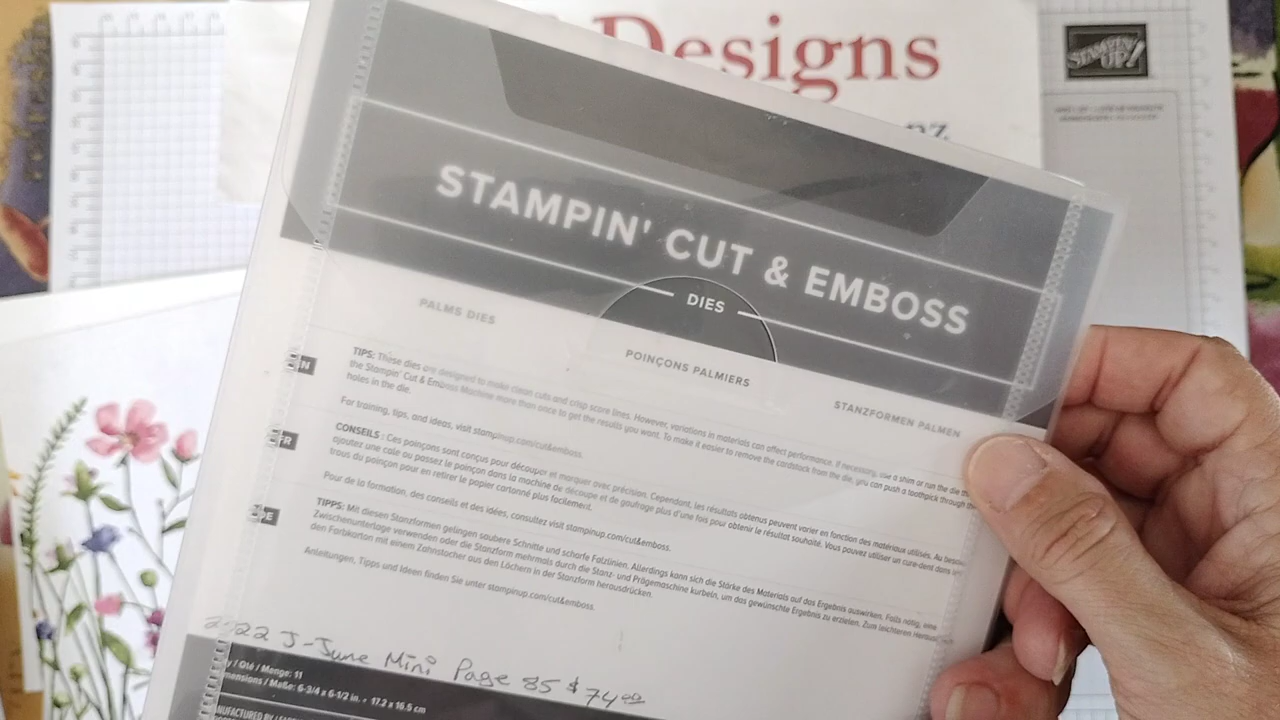 Designs
nz
STAMPIN' UP!
STAMPIN' CUT & EMBOSS
DIES
PALMS DIES
POINÇONS PALMIERS
STANZFORMEN PALMEN
EN
TIPS: These dies are designed to make clean cuts and crisp score lines. However, variations in materials can affect performance. If necessary, use a shim or run the die th
the Stampin' Cut & Emboss Machine more than once to get the results you want. To make it easier to remove the cardstock from the die, you can push a toothpick through the
holes in the die.
For training, tips, and ideas, visit stampinup.com/cut&emboss.
FR
CONSEILS : Ces poinçons sont conçus pour découper et marquer avec précision. Cependant, les résultats obtenus peuvent varier en fonction des matériaux utilisés. Au besoin
ajoutez une cale ou passez le poinçon dans la machine de découpe et de gaufrage plus d'une fois pour obtenir le résultat souhaité. Vous pouvez utiliser un cure-dent dans
trous du poinçon pour en retirer le papier cartonné plus facilement.
Pour de la formation, des conseils et des idées, consultez visit stampinup.com/cut&emboss.
DE
TIPPS: Mit diesen Stanzformen gelingen saubere Schnitte und scharfe Falzlinien. Allerdings kann sich die Stärke des Materials auf das Ergebnis auswirken. Falls nötig, eine
Zwischenunterlage verwenden oder die Stanzform mehrmals durch die Stanz- und Prägemaschine kurbeln, um das gewünschte Ergebnis zu erzielen. Zum leichteren
den Farbkarton mit einem Zahnstocher aus den Löchern in der Stanzform herausdrücken.
Anleitungen, Tipps und Ideen finden Sie unter stampinup.com/cut&emboss.
2022 J-June Mini Page 85 $74.00
y / Qté / Menge: 11
mensions / Maße: 6-3/4 x 6-1/2 in. • 17.2 x 16.5 cm